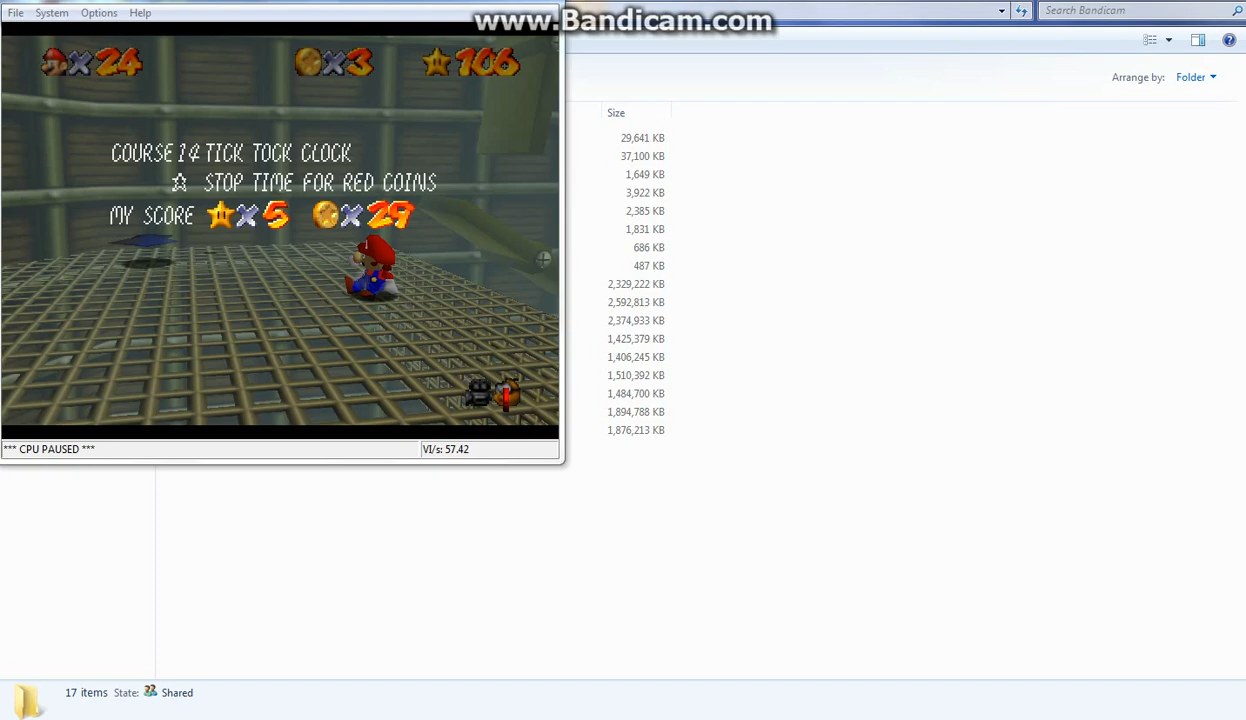 www.Bandicam.com
File System Options Help
Search Bandicam
×24 ×3 106
Arrange by: Folder
COURSE 14 TICK TOCK CLOCK
STOP TIME FOR RED COINS
MY SCORE ×5 ×29
Size
29,641 KB
37,100 KB
1,649 KB
3,922 KB
2,385 KB
1,831 KB
686 KB
487 KB
2,329,222 KB
2,592,813 KB
2,374,933 KB
1,425,379 KB
1,406,245 KB
1,510,392 KB
1,484,700 KB
1,894,788 KB
1,876,213 KB
*** CPU PAUSED *** VI/s: 57.42
17 items State: Shared